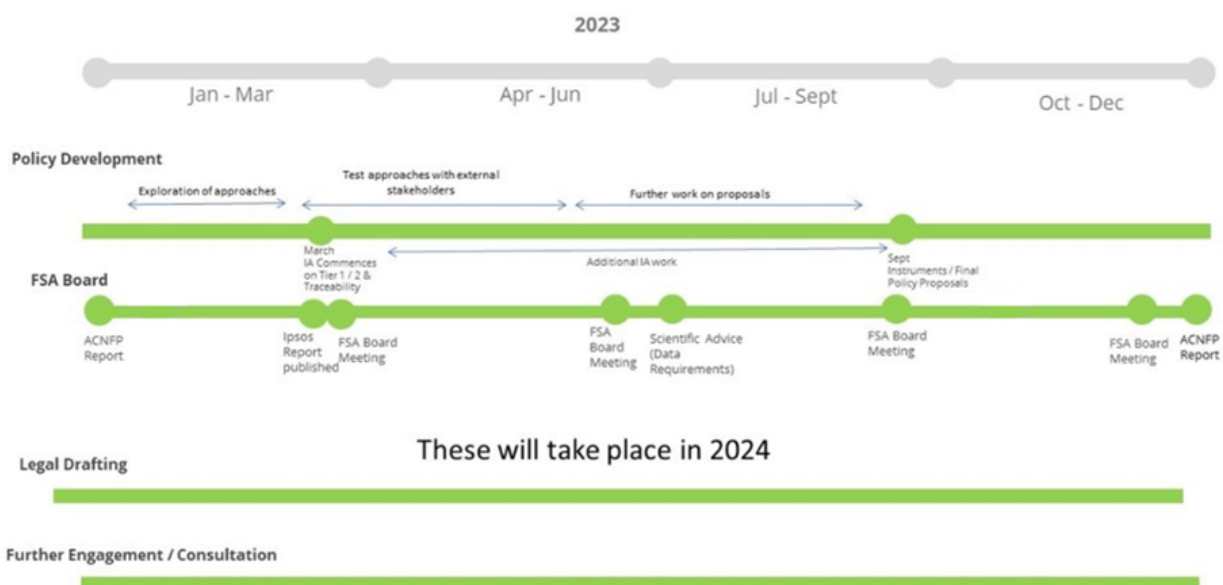 2023
Jan - Mar
Apr - Jun
Jul - Sept
Oct - Dec
Policy Development
Exploration of approaches
Test approaches with external
stakeholders
Further work on proposals
March
IA Commences
on Tier 1 / 2 &
Traceability
Additional IA work
Sept
Instruments / Final
Policy Proposals
FSA Board
ACNFP
Report
Ipsos
Report
published
FSA Board
Meeting
FSA
Board
Meeting
Scientific Advice
(Data
Requirements)
FSA Board
Meeting
FSA Board
Meeting
ACNFP
Report
These will take place in 2024
Legal Drafting
Further Engagement / Consultation